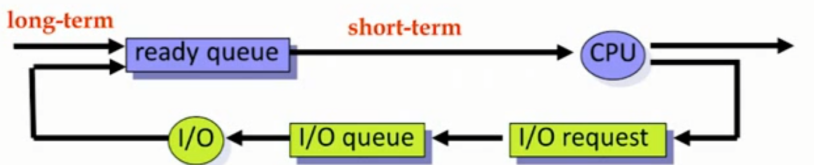 long-term
short-term
ready queue
CPU
I/O
I/O queue
I/O request